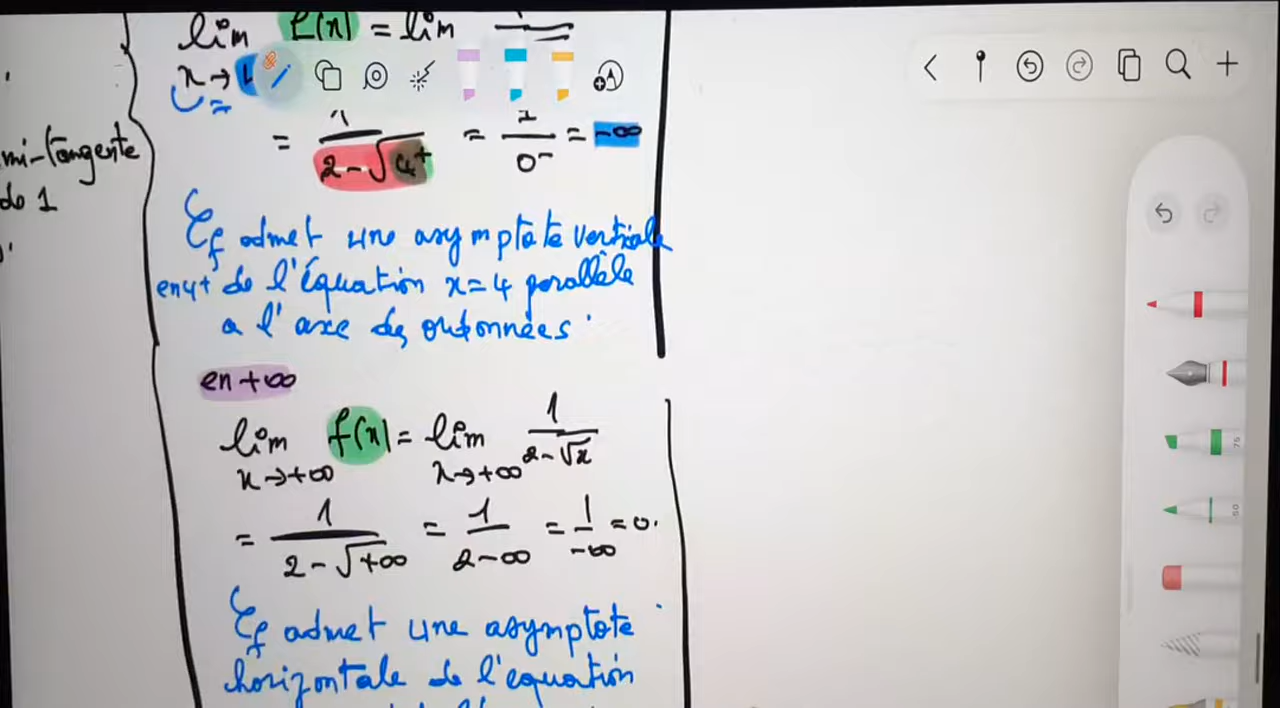 mi-tangente
de 1
lim f(x) = lim
x→
= 1/(2-√4⁺) = 1/0⁻ = -∞
Cf admet une asymptote verticale
en 4⁺ de l'équation x=4 parallèle
a l'axe des ordonnées.
en +∞
lim f(x) = lim 1/(2-√x)
x→+∞ x→+∞
= 1/(2-√+∞) = 1/(2-∞) = 1/-∞ = 0.
Cf admet une asymptote
horizontale de l'équation
75
50